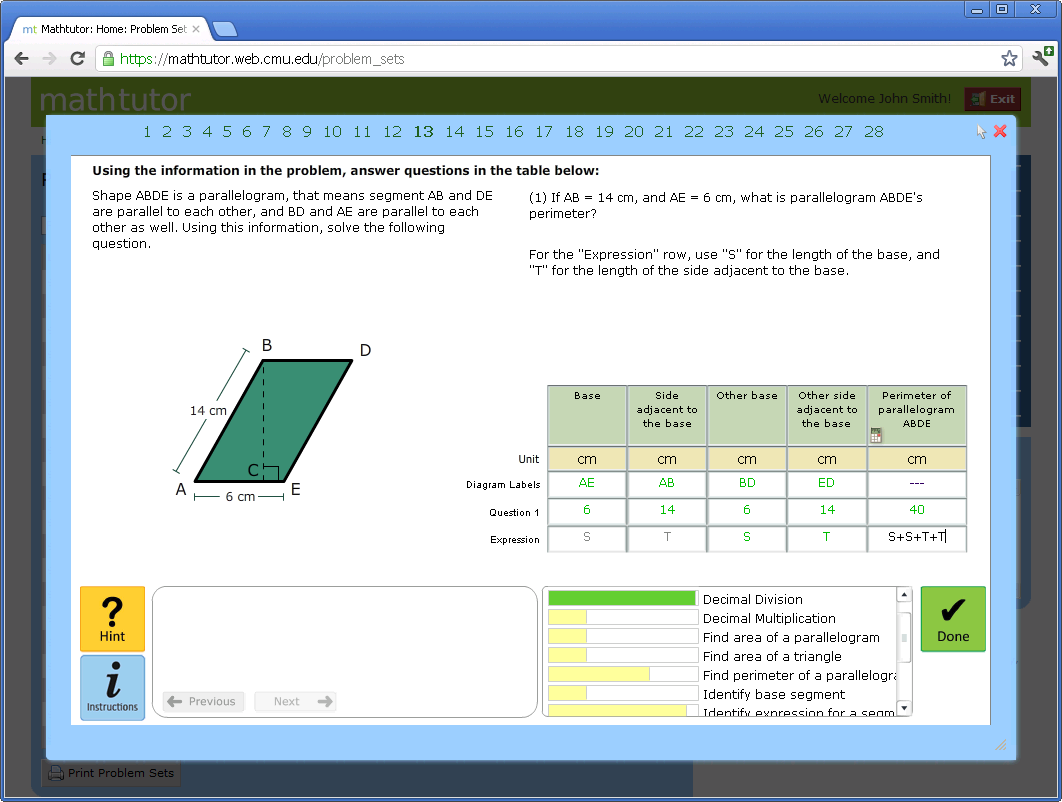 mt Mathtutor: Home: Problem Set
https://mathtutor.web.cmu.edu/problem_sets
mathtutor
Welcome John Smith!
Exit
1 2 3 4 5 6 7 8 9 10 11 12 13 14 15 16 17 18 19 20 21 22 23 24 25 26 27 28
Using the information in the problem, answer questions in the table below:
Shape ABDE is a parallelogram, that means segment AB and DE
are parallel to each other, and BD and AE are parallel to each
other as well. Using this information, solve the following
question.
(1) If AB = 14 cm, and AE = 6 cm, what is parallelogram ABDE's
perimeter?
For the "Expression" row, use "S" for the length of the base, and
"T" for the length of the side adjacent to the base.
B
D
14 cm
C
A
E
6 cm
Base
Side
adjacent to
the base
Other base
Other side
adjacent to
the base
Perimeter of
parallelogram
ABDE
Unit cm cm cm cm cm
Diagram Labels AE AB BD ED ---
Question 1 6 14 6 14 40
Expression S T S T S+S+T+T
? Hint
i Instructions
Previous
Next
Decimal Division
Decimal Multiplication
Find area of a parallelogram
Find area of a triangle
Find perimeter of a parallelogra
Identify base segment
Identify expression for a segm
Done
Print Problem Sets